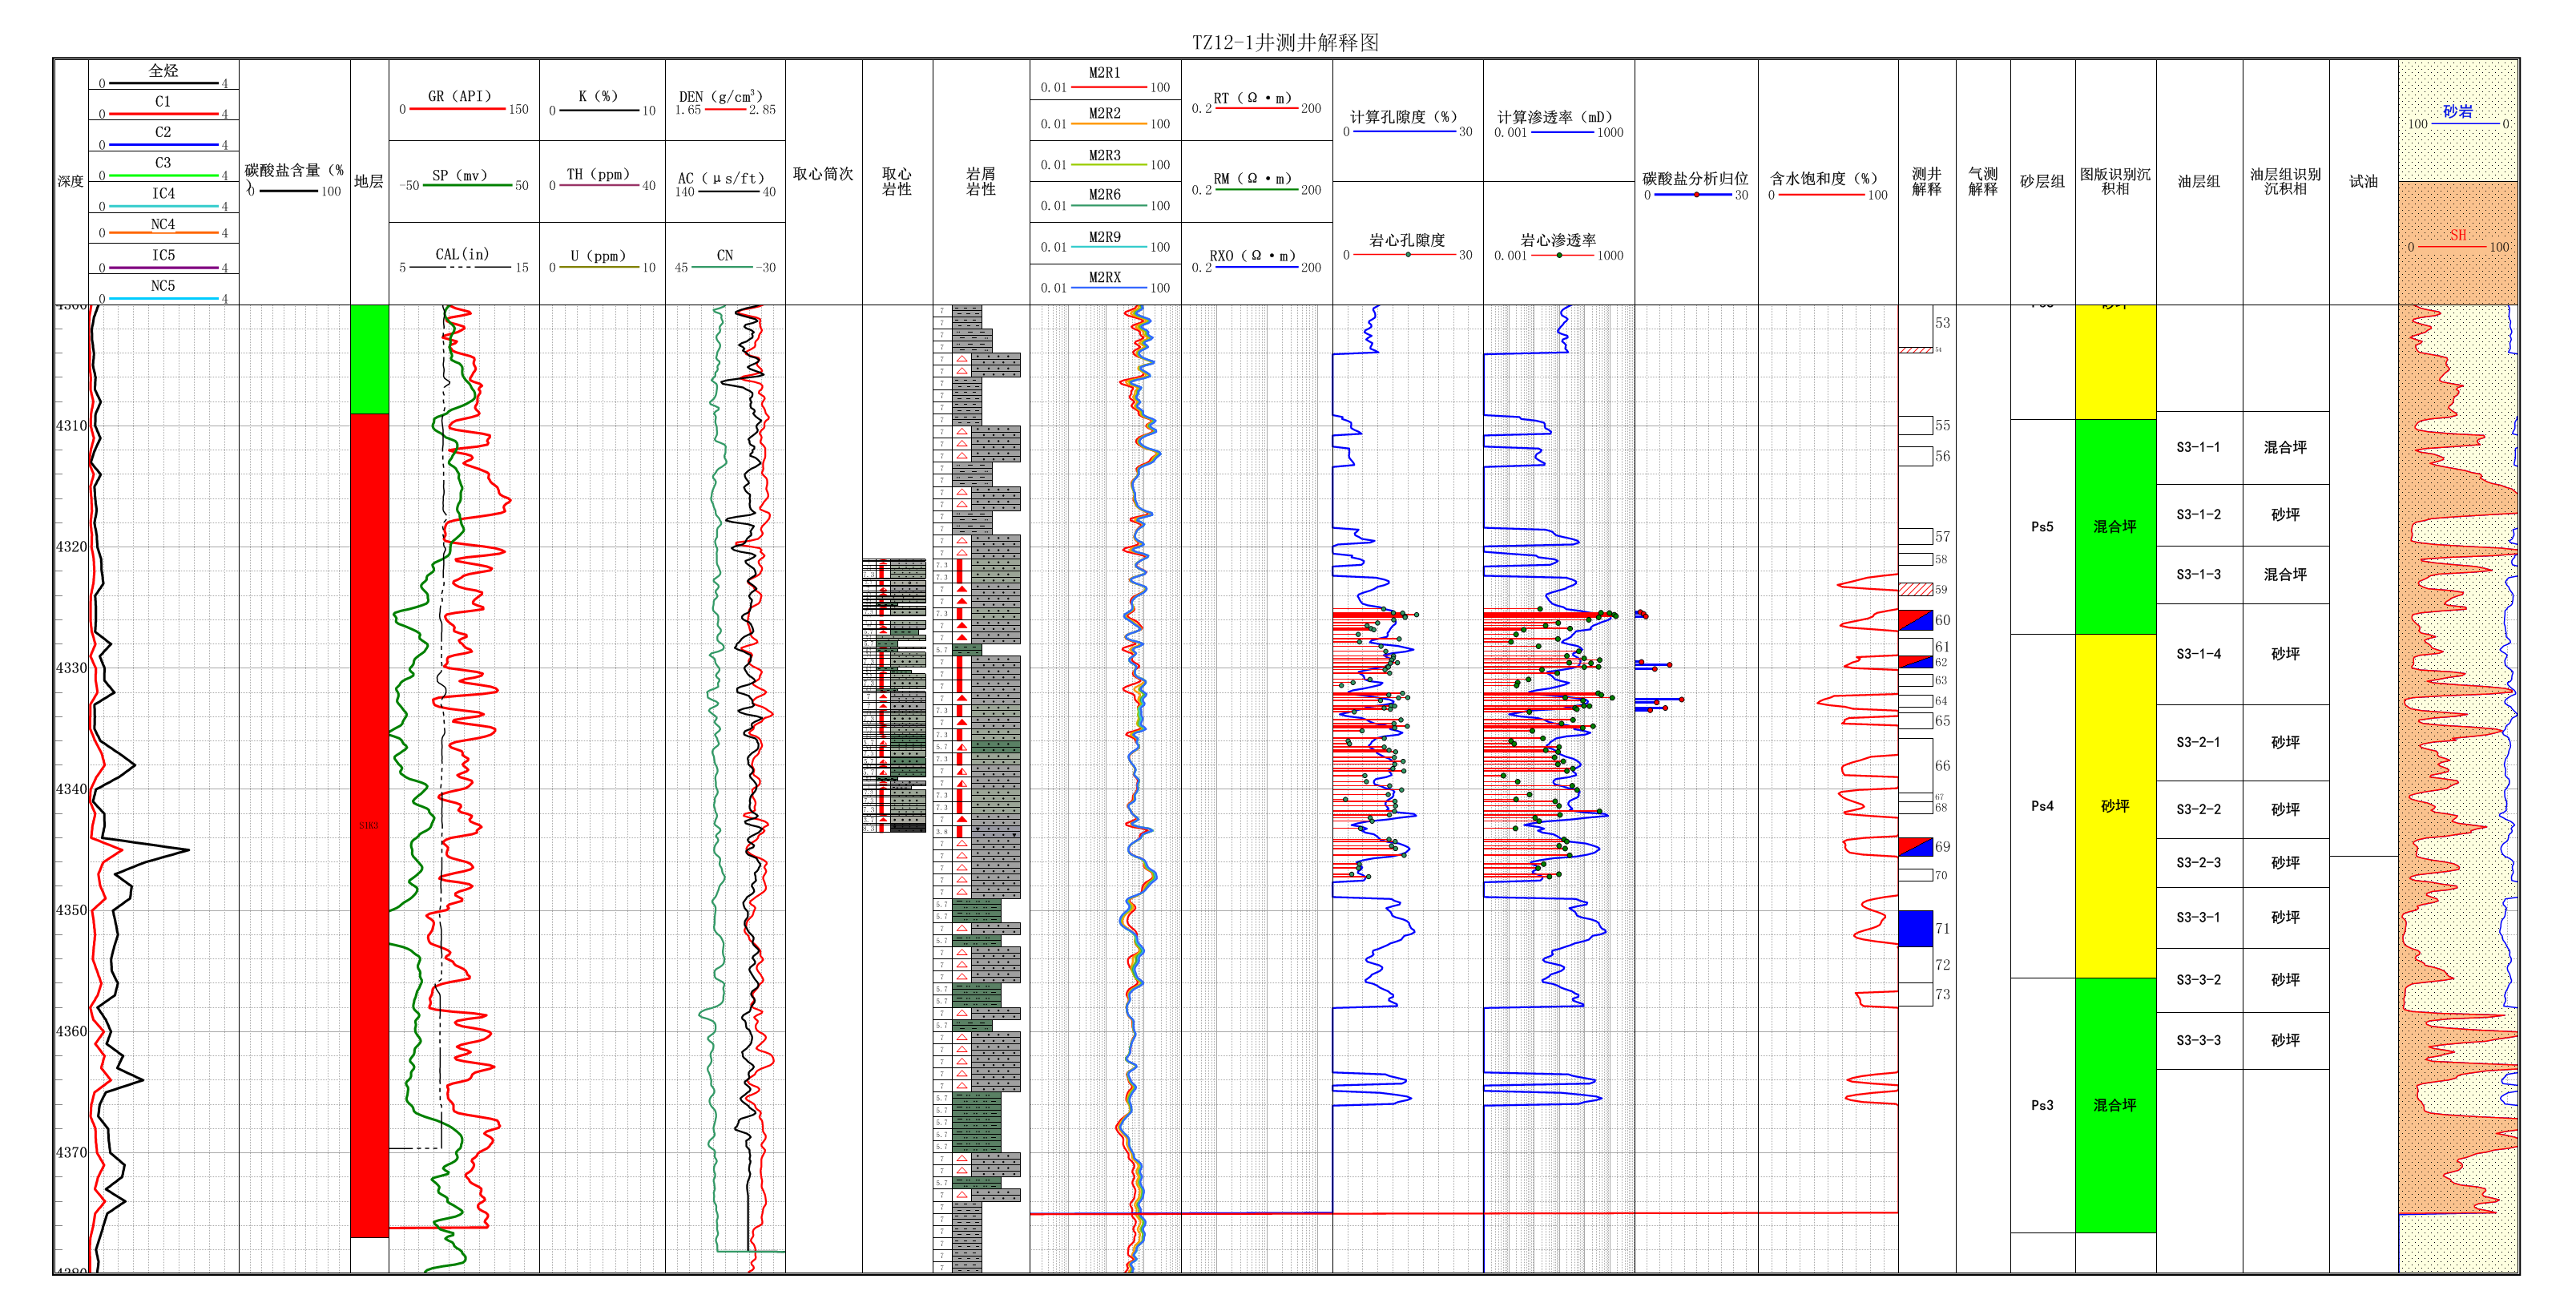 TZ12-1井测井解释图
深度
全烃
0 4
C1
0 4
C2
0 4
C3
0 4
IC4
0 4
NC4
0 4
IC5
0 4
NC5
0 4
碳酸盐含量（%
）
0 100
地层
GR（API）
0 150
SP（mv）
-50 50
CAL(in)
5 15
K（%）
0 10
TH（ppm）
0 40
U（ppm）
0 10
DEN（g/cm³）
1.65 2.85
AC（μs/ft）
140 40
CN
45 -30
取心筒次
取心
岩性
岩屑
岩性
M2R1
0.01 100
M2R2
0.01 100
M2R3
0.01 100
M2R6
0.01 100
M2R9
0.01 100
M2RX
0.01 100
RT（Ω·m）
0.2 200
RM（Ω·m）
0.2 200
RXO（Ω·m）
0.2 200
计算孔隙度（%）
0 30
岩心孔隙度
0 30
计算渗透率（mD）
0.001 1000
岩心渗透率
0.001 1000
碳酸盐分析归位
0 30
含水饱和度（%）
0 100
测井
解释
气测
解释
砂层组
图版识别沉
积相
油层组
油层组识别
沉积相
试油
砂岩
100 0
SH
0 100
4300
4310
4320
4330
4340
4350
4360
4370
4380
53
54
55
56
57
58
59
60
61
62
63
64
65
66
67
68
69
70
71
72
73
砂坪
Ps5
混合坪
Ps4
砂坪
Ps3
混合坪
S3-1-1
混合坪
S3-1-2
砂坪
S3-1-3
混合坪
S3-1-4
砂坪
S3-2-1
砂坪
S3-2-2
砂坪
S3-2-3
砂坪
S3-3-1
砂坪
S3-3-2
砂坪
S3-3-3
砂坪